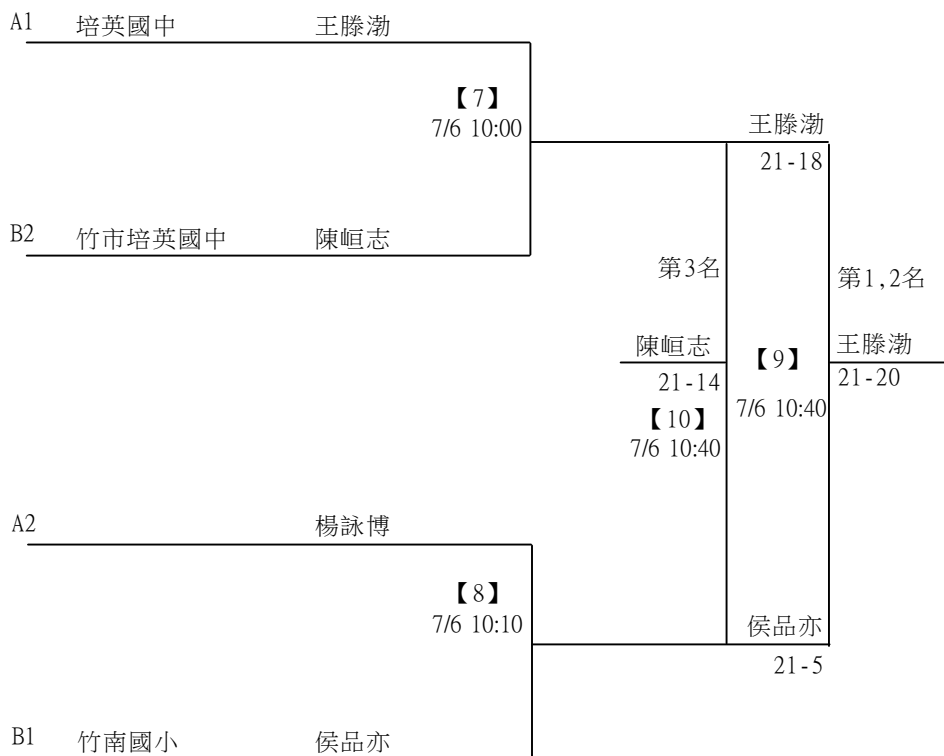 A1 培英國中 王滕渤
【7】
7/6 10:00
王滕渤
21-18
B2 竹市培英國中 陳峘志
第3名
第1,2名
陳峘志
21-14
【10】
7/6 10:40
【9】
7/6 10:40
王滕渤
21-20
A2 楊詠博
【8】
7/6 10:10
侯品亦
21-5
B1 竹南國小 侯品亦